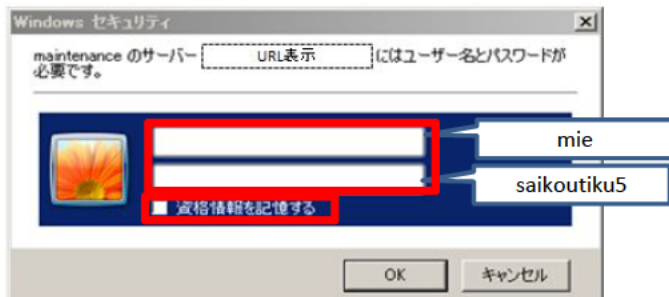 Windows セキュリティ
maintenance のサーバー URL表示 にはユーザー名とパスワードが
必要です。
mie
saikoutiku5
資格情報を記憶する
OK キャンセル